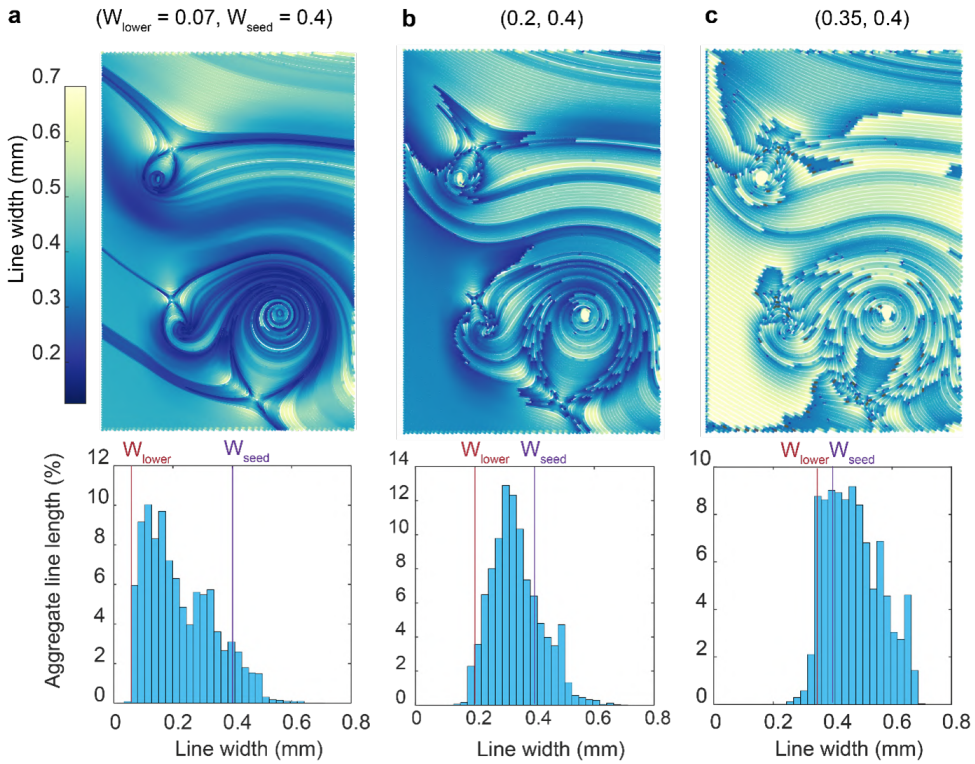 a (W_lower = 0.07, W_seed = 0.4)
b (0.2, 0.4)
c (0.35, 0.4)
Line width (mm)
0.7
0.6
0.5
0.4
0.3
0.2
W_lower W_seed
Aggregate line length (%)
12
10
8
6
4
2
0
0 0.2 0.4 0.6 0.8
Line width (mm)
W_lower W_seed
14
12
10
8
6
4
2
0
0 0.2 0.4 0.6 0.8
Line width (mm)
W_lower W_seed
10
8
6
4
2
0
0 0.2 0.4 0.6 0.8
Line width (mm)